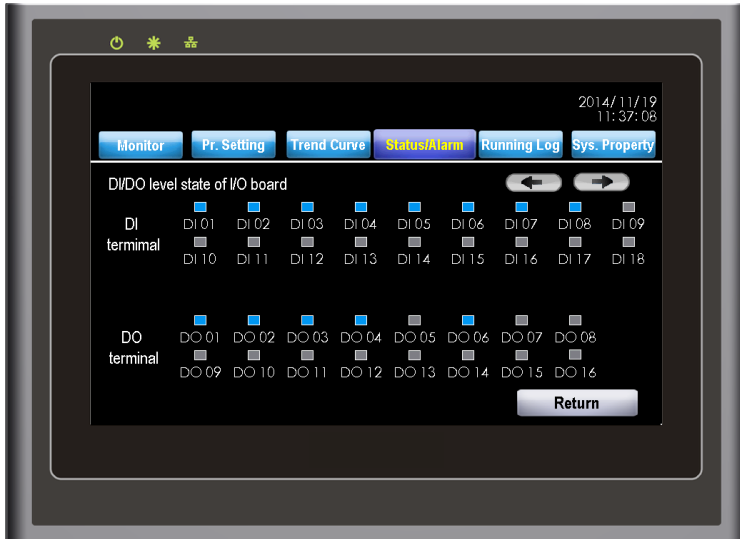 2014/11/19
11:37:08
Monitor Pr. Setting Trend Curve Status/Alarm Running Log Sys. Property
DI/DO level state of I/O board
DI
termimal
DI 01 DI 02 DI 03 DI 04 DI 05 DI 06 DI 07 DI 08 DI 09
DI 10 DI 11 DI 12 DI 13 DI 14 DI 15 DI 16 DI 17 DI 18
DO
terminal
DO 01 DO 02 DO 03 DO 04 DO 05 DO 06 DO 07 DO 08
DO 09 DO 10 DO 11 DO 12 DO 13 DO 14 DO 15 DO 16
Return